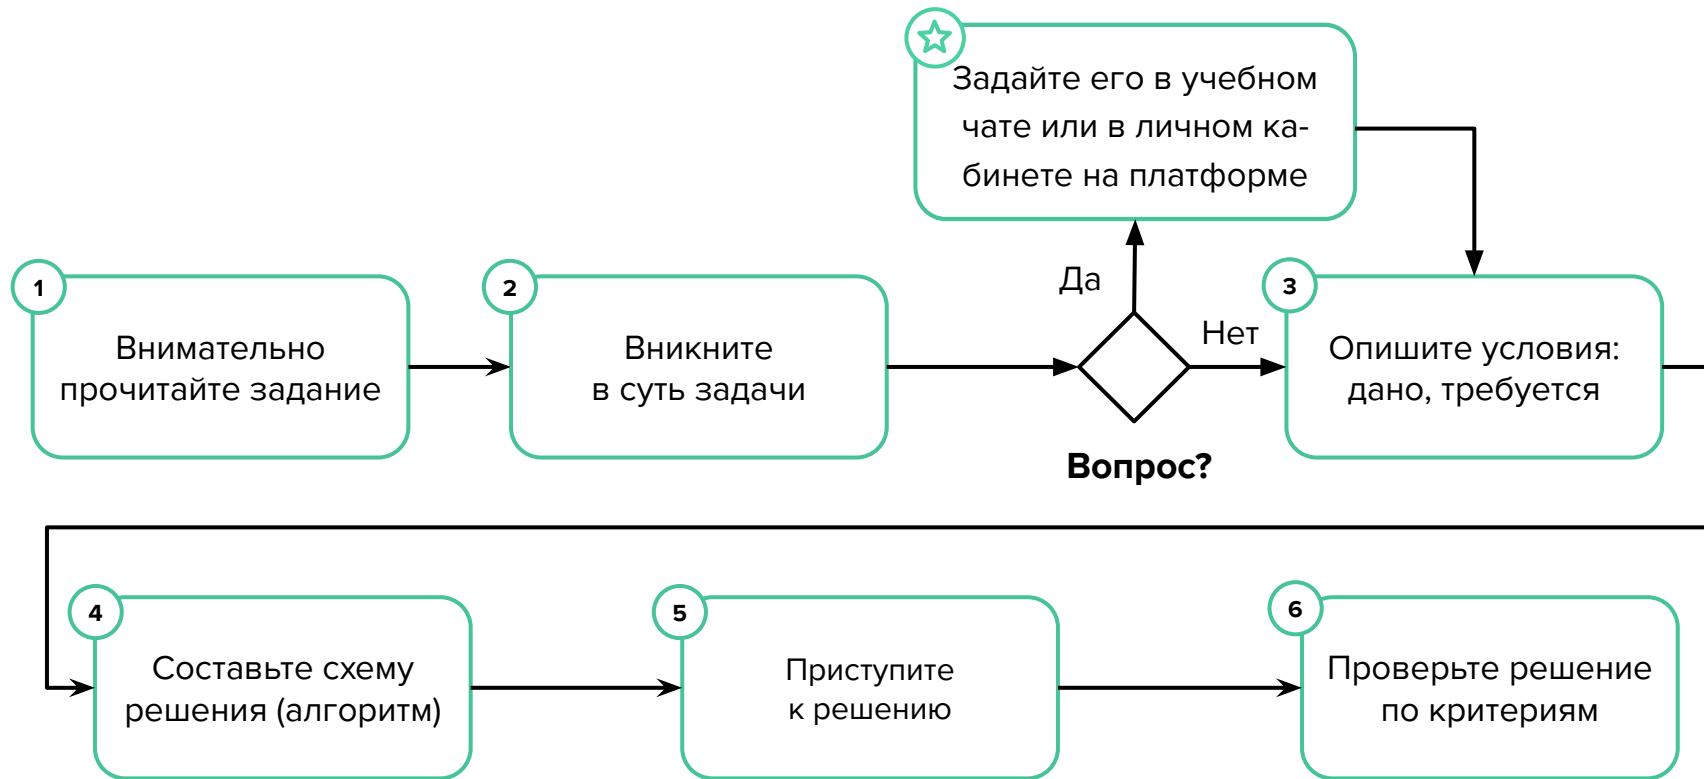 Задайте его в учебном
чате или в личном ка-
бинете на платформе
1
Внимательно
прочитайте задание
2
Вникните
в суть задачи
Да
Нет
Вопрос?
3
Опишите условия:
дано, требуется
4
Составьте схему
решения (алгоритм)
5
Приступите
к решению
6
Проверьте решение
по критериям